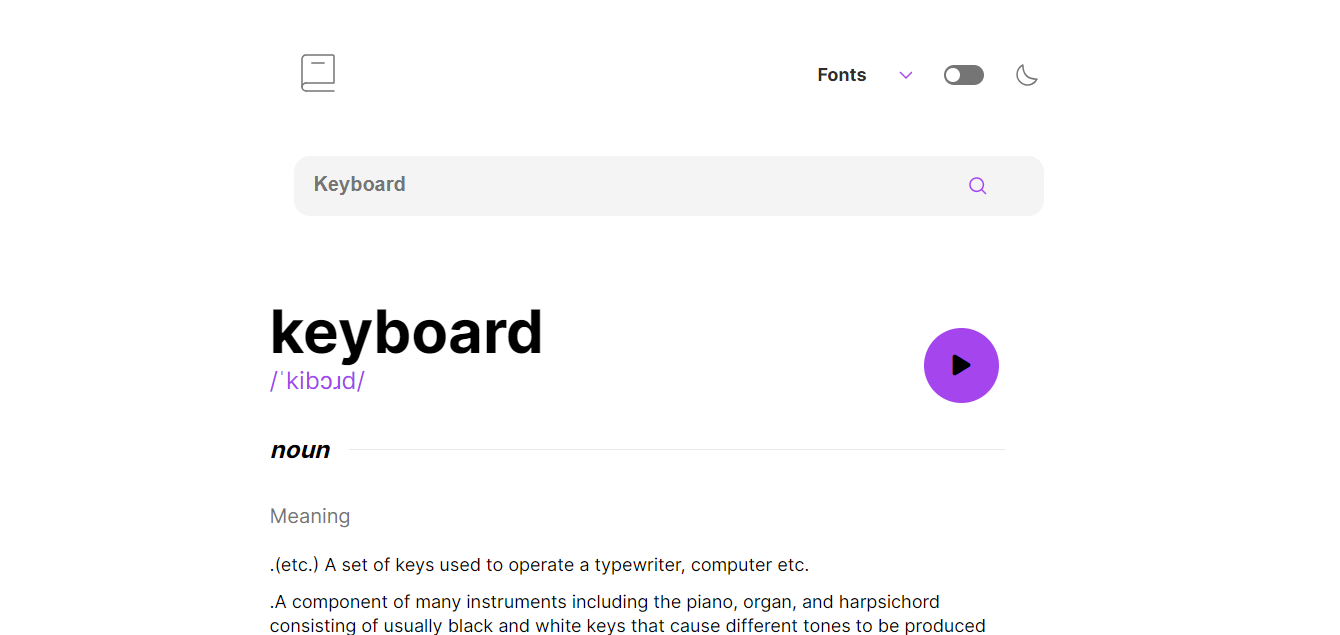 Fonts
Keyboard
keyboard
/ˈkibɔɹd/
noun
Meaning
.(etc.) A set of keys used to operate a typewriter, computer etc.
.A component of many instruments including the piano, organ, and harpsichord
consisting of usually black and white keys that cause different tones to be produced